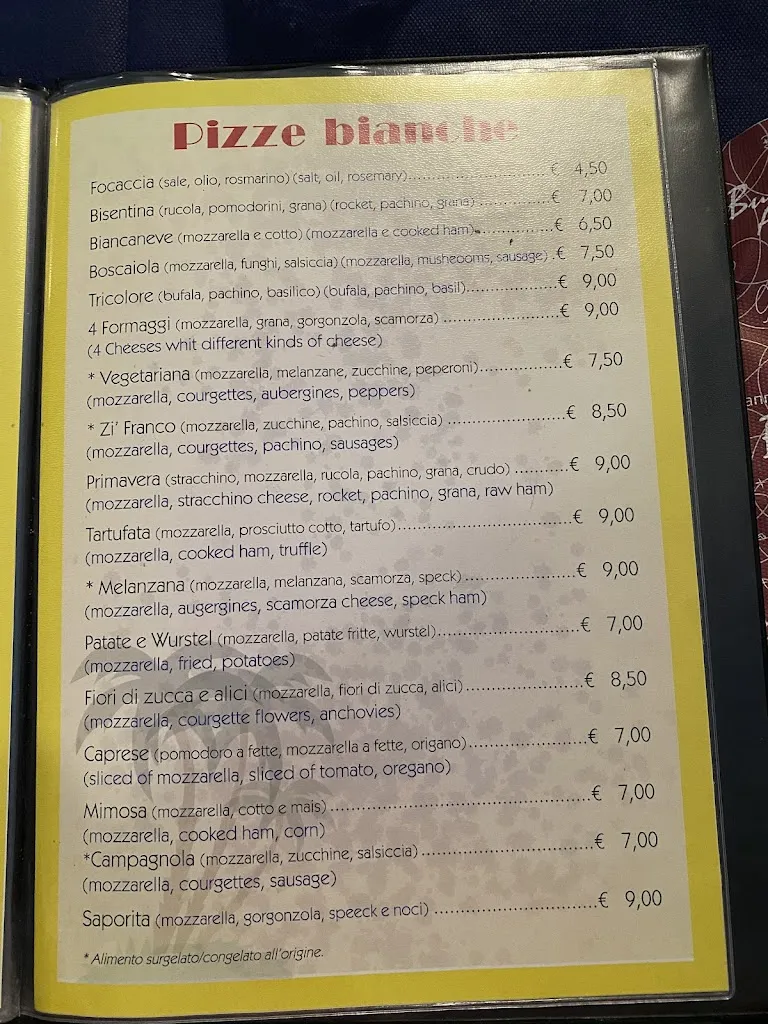 Pizze bianche
Focaccia (sale, olio, rosmarino) (salt, oil, rosemary)............................. € 4,50
Bisentina (rucola, pomodorini, grana) (rocket, pachino, grana)................€ 7,00
Biancaneve (mozzarella e cotto) (mozzarella e cooked ham)................€ 6,50
Boscaiola (mozzarella, funghi, salsiccia) (mozzarella, musheooms, sausage) .€ 7,50
Tricolore (bufala, pachino, basilico) (bufala, pachino, basil)...................€ 9,00
4 Formaggi (mozzarella, grana, gorgonzola, scamorza) ........................€ 9,00
(4 Cheeses whit different kinds of cheese)
* Vegetariana (mozzarella, melanzane, zucchine, peperoni)..................€ 7,50
(mozzarella, courgettes, aubergines, peppers)
* Zi' Franco (mozzarella, zucchine, pachino, salsiccia) ........................€ 8,50
(mozzarella, courgettes, pachino, sausages)
Primavera (stracchino, mozzarella, rucola, pachino, grana, crudo) ...........€ 9,00
(mozzarella, stracchino cheese, rocket, pachino, grana, raw ham)
Tartufata (mozzarella, prosciutto cotto, tartufo)...................................€ 9,00
(mozzarella, cooked ham, truffle)
* Melanzana (mozzarella, melanzana, scamorza, speck).......................€ 9,00
(mozzarella, augergines, scamorza cheese, speck ham)
Patate e Wurstel (mozzarella, patate fritte, wurstel).............................€ 7,00
(mozzarella, fried, potatoes)
Fiori di zucca e alici (mozzarella, fiori di zucca, alici)........................€ 8,50
(mozzarella, courgette flowers, anchovies)
Caprese (pomodoro a fette, mozzarella a fette, origano)........................€ 7,00
(sliced of mozzarella, sliced of tomato, oregano)
Mimosa (mozzarella, cotto e mais) .....................................................€ 7,00
(mozzarella, cooked ham, corn)
*Campagnola (mozzarella, zucchine, salsiccia)...................................€ 7,00
(mozzarella, courgettes, sausage)
Saporita (mozzarella, gorgonzola, speeck e noci) ................................€ 9,00
* Alimento surgelato/congelato all'origine.